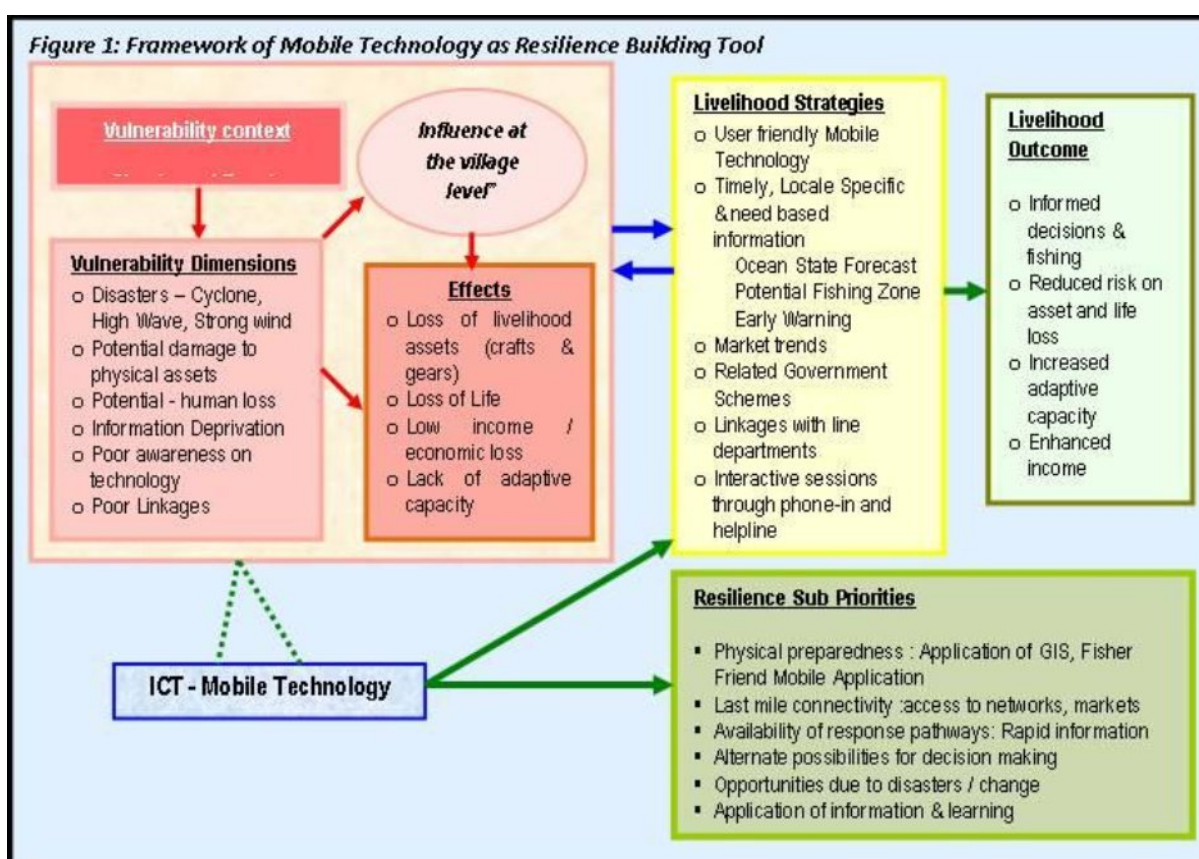 Figure 1: Framework of Mobile Technology as Resilience Building Tool
Vulnerability context
Influence at
the village
level”
Vulnerability Dimensions
o Disasters – Cyclone,
High Wave, Strong wind
o Potential damage to
physical assets
o Potential - human loss
o Information Deprivation
o Poor awareness on
technology
o Poor Linkages
Effects
o Loss of livelihood
assets (crafts &
gears)
o Loss of Life
o Low income /
economic loss
o Lack of adaptive
capacity
Livelihood Strategies
o User friendly Mobile
Technology
o Timely, Locale Specific
& need based
information
Ocean State Forecast
Potential Fishing Zone
Early Warning
o Market trends
o Related Government
Schemes
o Linkages with line
departments
o Interactive sessions
through phone-in and
helpline
Livelihood
Outcome
o Informed
decisions &
fishing
o Reduced risk on
asset and life
loss
o Increased
adaptive
capacity
o Enhanced
income
ICT - Mobile Technology
Resilience Sub Priorities
▪ Physical preparedness : Application of GIS, Fisher
Friend Mobile Application
▪ Last mile connectivity :access to networks, markets
▪ Availability of response pathways: Rapid information
▪ Alternate possibilities for decision making
▪ Opportunities due to disasters / change
▪ Application of information & learning